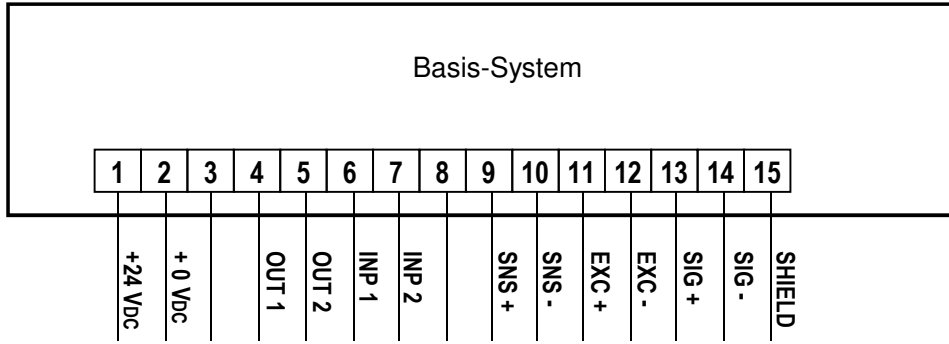 Basis-System
1 2 3 4 5 6 7 8 9 10 11 12 13 14 15
+24 VDC
+ 0 VDC
OUT 1
OUT 2
INP 1
INP 2
SNS +
SNS -
EXC +
EXC -
SIG +
SIG -
SHIELD